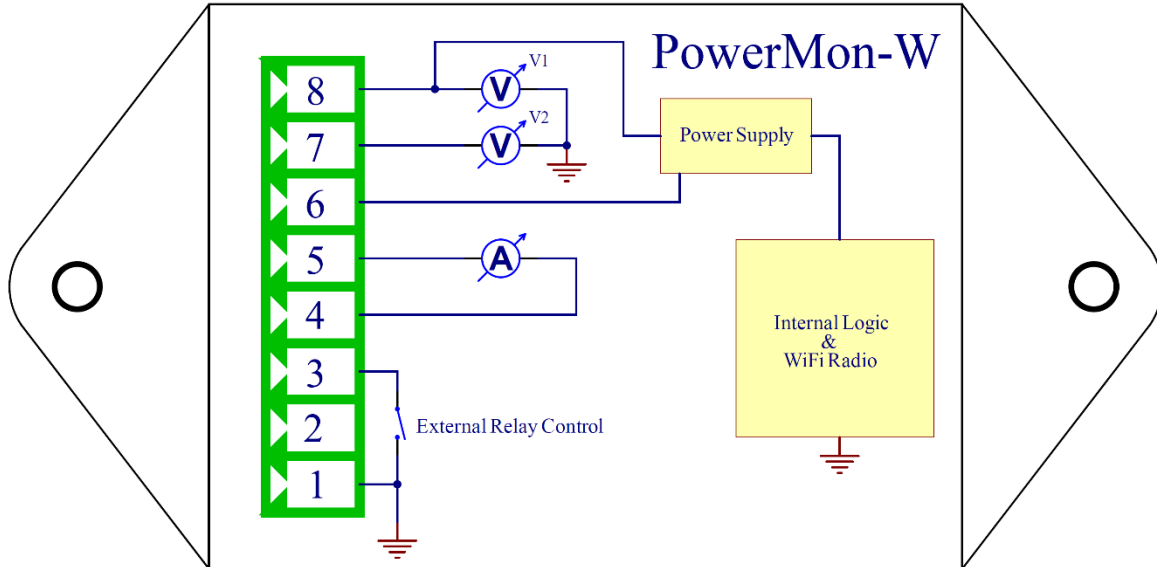 PowerMon-W
8
V
V1
7
V
V2
Power Supply
6
5
A
4
Internal Logic
&
WiFi Radio
3
2
External Relay Control
1